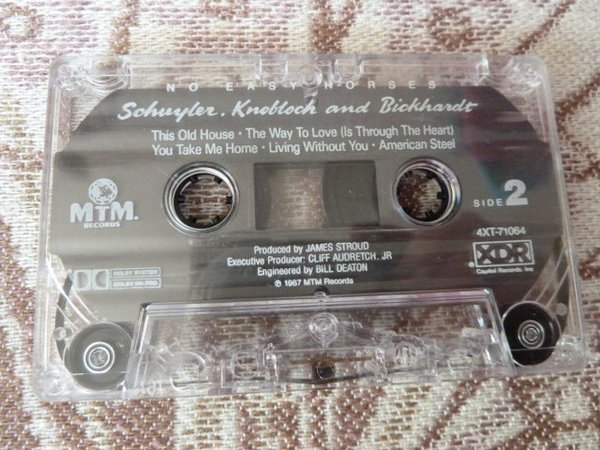 NO EASY HORSES
Schuyler, Knobloch and Bickhardt
This Old House · The Way To Love (Is Through The Heart)
You Take Me Home · Living Without You · American Steel
MTM.
RECORDS
SIDE 2
4XT-71064
XDR
Capitol Records, Inc
Produced by JAMES STROUD
Executive Producer: CLIFF AUDRETCH, JR
Engineered by BILL DEATON
℗ 1987 MTM Records
DOLBY SYSTEM
DOLBY HX PRO